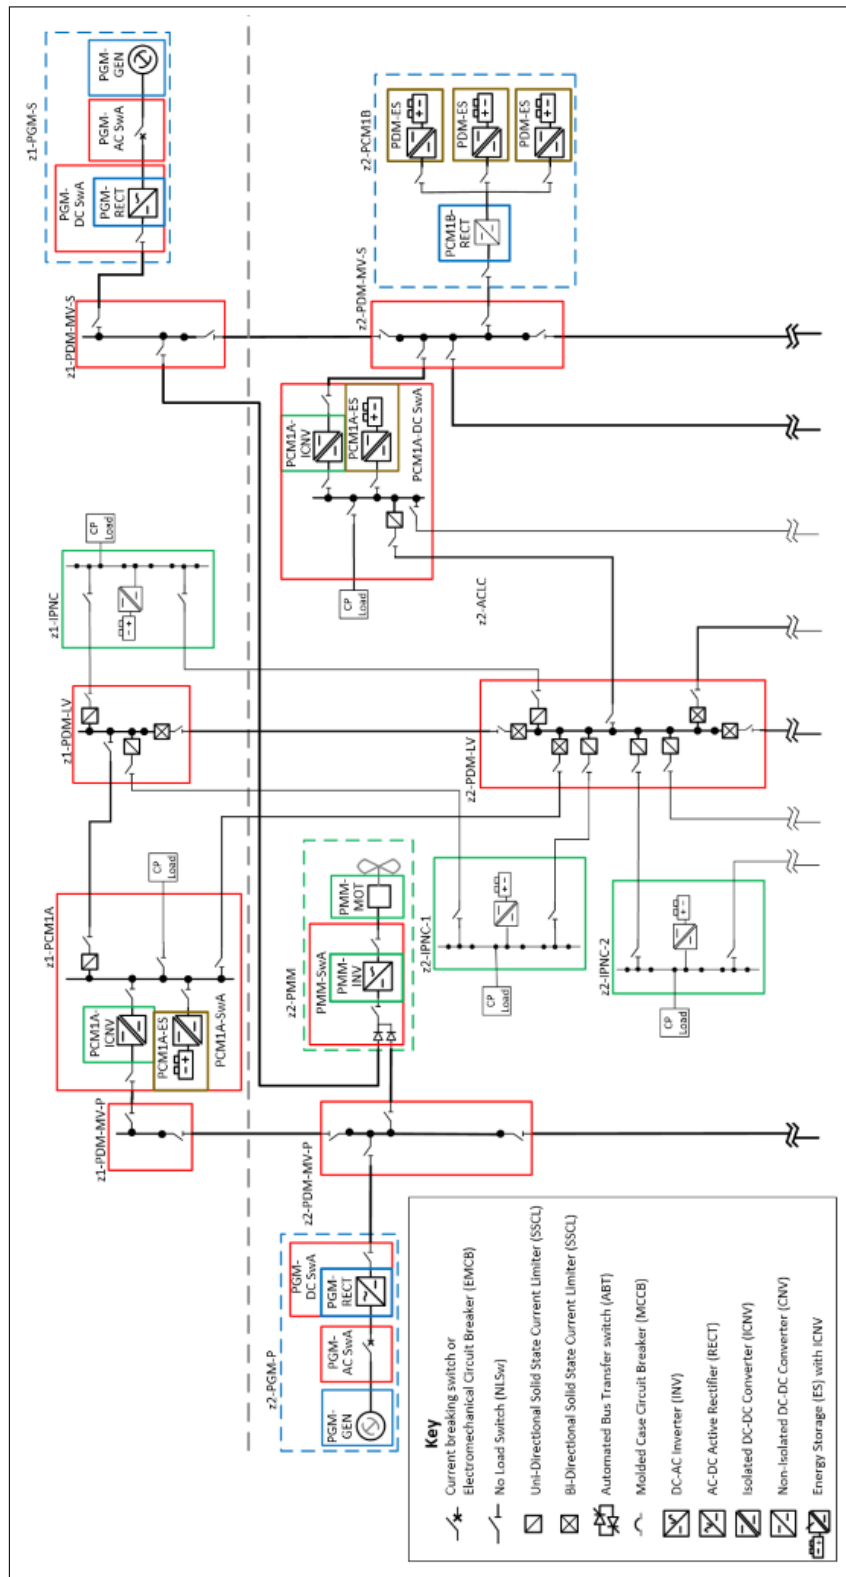 z1-PGM-S
PGM-
DC SwA
PGM-
RECT
PGM-
AC SwA
PGM-
GEN
z1-PDM-MV-S
z2-PCM1B
PDM-ES
PDM-ES
PDM-ES
PCM1B-
RECT
z2-PDM-MV-S
PCM1A-
ICNV
PCM1A-ES
PCM1A-DC SwA
CP
Load
z2-ACLC
z1-IPNC
CP
Load
z1-PDM-LV
z2-PDM-LV
z1-PCM1A
CP
Load
PCM1A-
ICNV
PCM1A-ES
PCM1A-SwA
z1-PDM-MV-P
z2-PMM
PMM-SwA
PMM-
INV
PMM-
MOT
z2-IPNC-1
CP
Load
z2-IPNC-2
CP
Load
z2-PDM-MV-P
z2-PGM-P
PGM-
GEN
PGM-
AC SwA
PGM-
DC SwA
PGM-
RECT
Key
Current breaking switch or
Electromechanical Circuit Breaker (EMCB)
No Load Switch (NLSw)
Uni-Directional Solid State Current Limiter (SSCL)
Bi-Directional Solid State Current Limiter (SSCL)
Automated Bus Transfer switch (ABT)
Molded Case Circuit Breaker (MCCB)
DC-AC Inverter (INV)
AC-DC Active Rectifier (RECT)
Isolated DC-DC Converter (ICNV)
Non-Isolated DC-DC Converter (CNV)
Energy Storage (ES) with ICNV